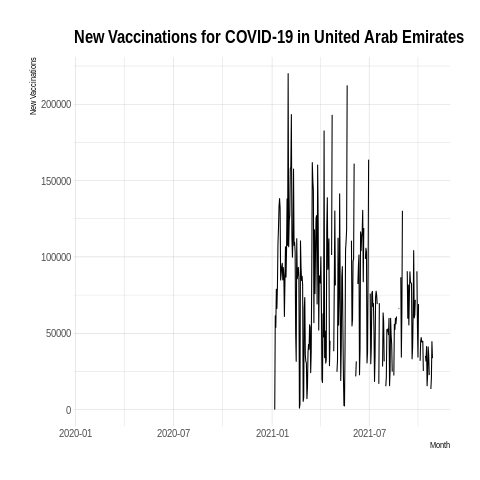 New Vaccinations for COVID-19 in United Arab Emirates
New Vaccinations
200000
150000
100000
50000
0
2020-01 2020-07 2021-01 2021-07
Month